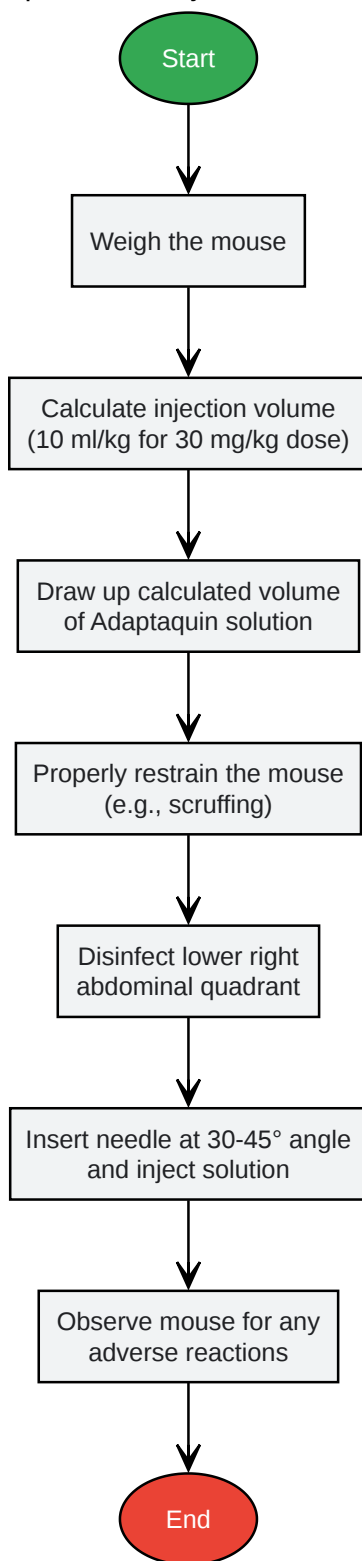 Start
Weigh the mouse
Calculate injection volume
(10 ml/kg for 30 mg/kg dose)
Draw up calculated volume
of Adaptaquin solution
Properly restrain the mouse
(e.g., scruffing)
Disinfect lower right
abdominal quadrant
Insert needle at 30-45° angle
and inject solution
Observe mouse for any
adverse reactions
End